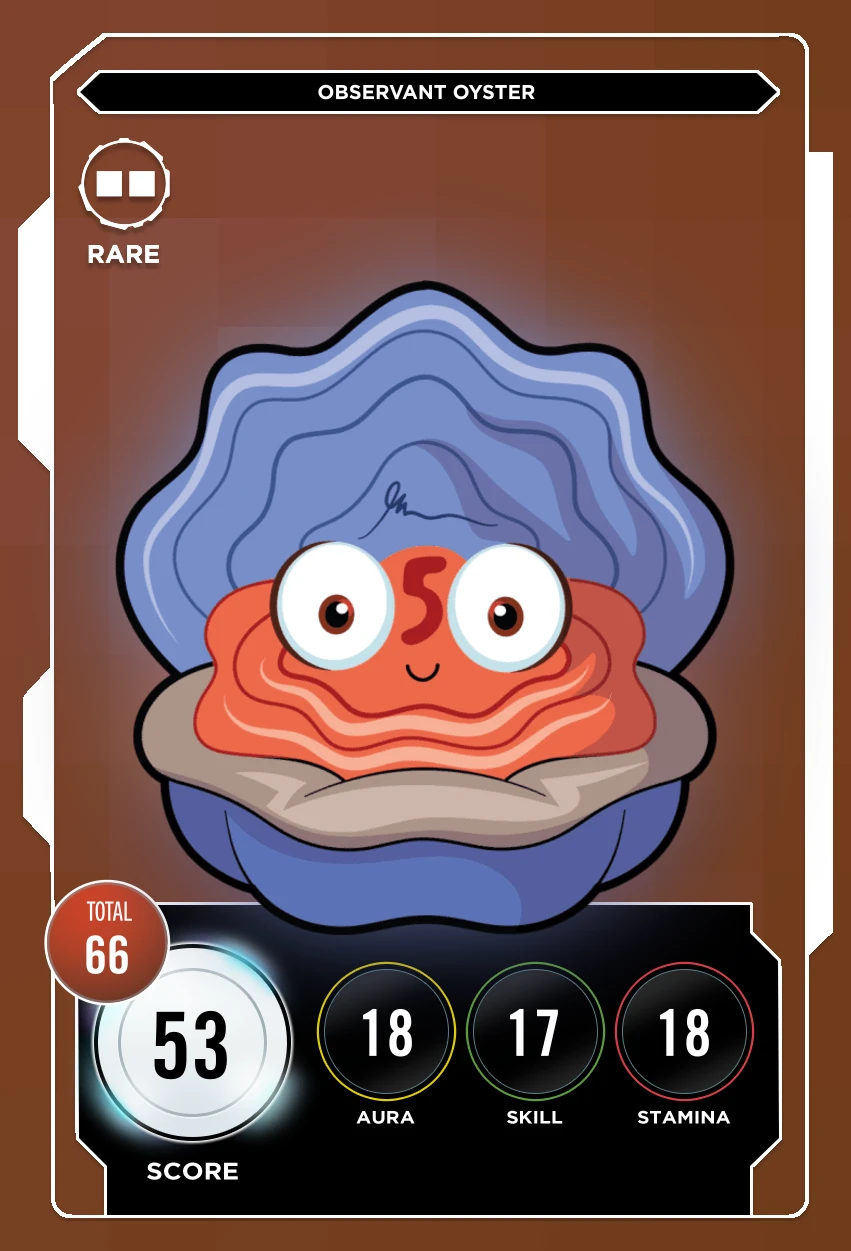 OBSERVANT OYSTER
RARE
5
TOTAL
66
53
SCORE
18
AURA
17
SKILL
18
STAMINA